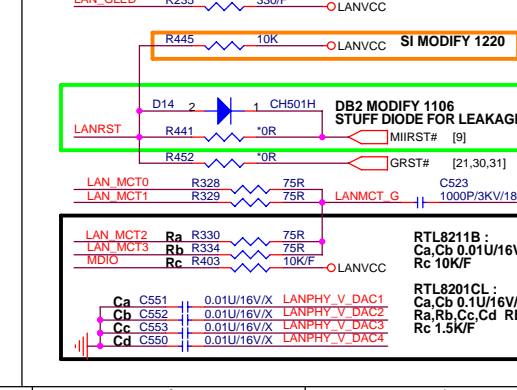 LAN_GLED R235 330/F LANVCC
R445 10K LANVCC SI MODIFY 1220
D14 2 1 CH501H DB2 MODIFY 1106
STUFF DIODE FOR LEAKAGE
LANRST R441 *0R MIIRST# [9]
R452 *0R GRST# [21,30,31]
LAN_MCT0 R328 75R C523
LAN_MCT1 R329 75R LANMCT_G 1000P/3KV/18
LAN_MCT2 Ra R330 75R RTL8211B :
LAN_MCT3 Rb R334 75R Ca,Cb 0.01U/16V
MDIO Rc R403 10K/F LANVCC Rc 10K/F
RTL8201CL :
Ca C551 0.01U/16V/X LANPHY_V_DAC1 Ca,Cb 0.1U/16V/
Cb C552 0.01U/16V/X LANPHY_V_DAC2 Ra,Rb,Cc,Cd
Cc C553 0.01U/16V/X LANPHY_V_DAC3 Rc 1.5K/F
Cd C550 0.01U/16V/X LANPHY_V_DAC4